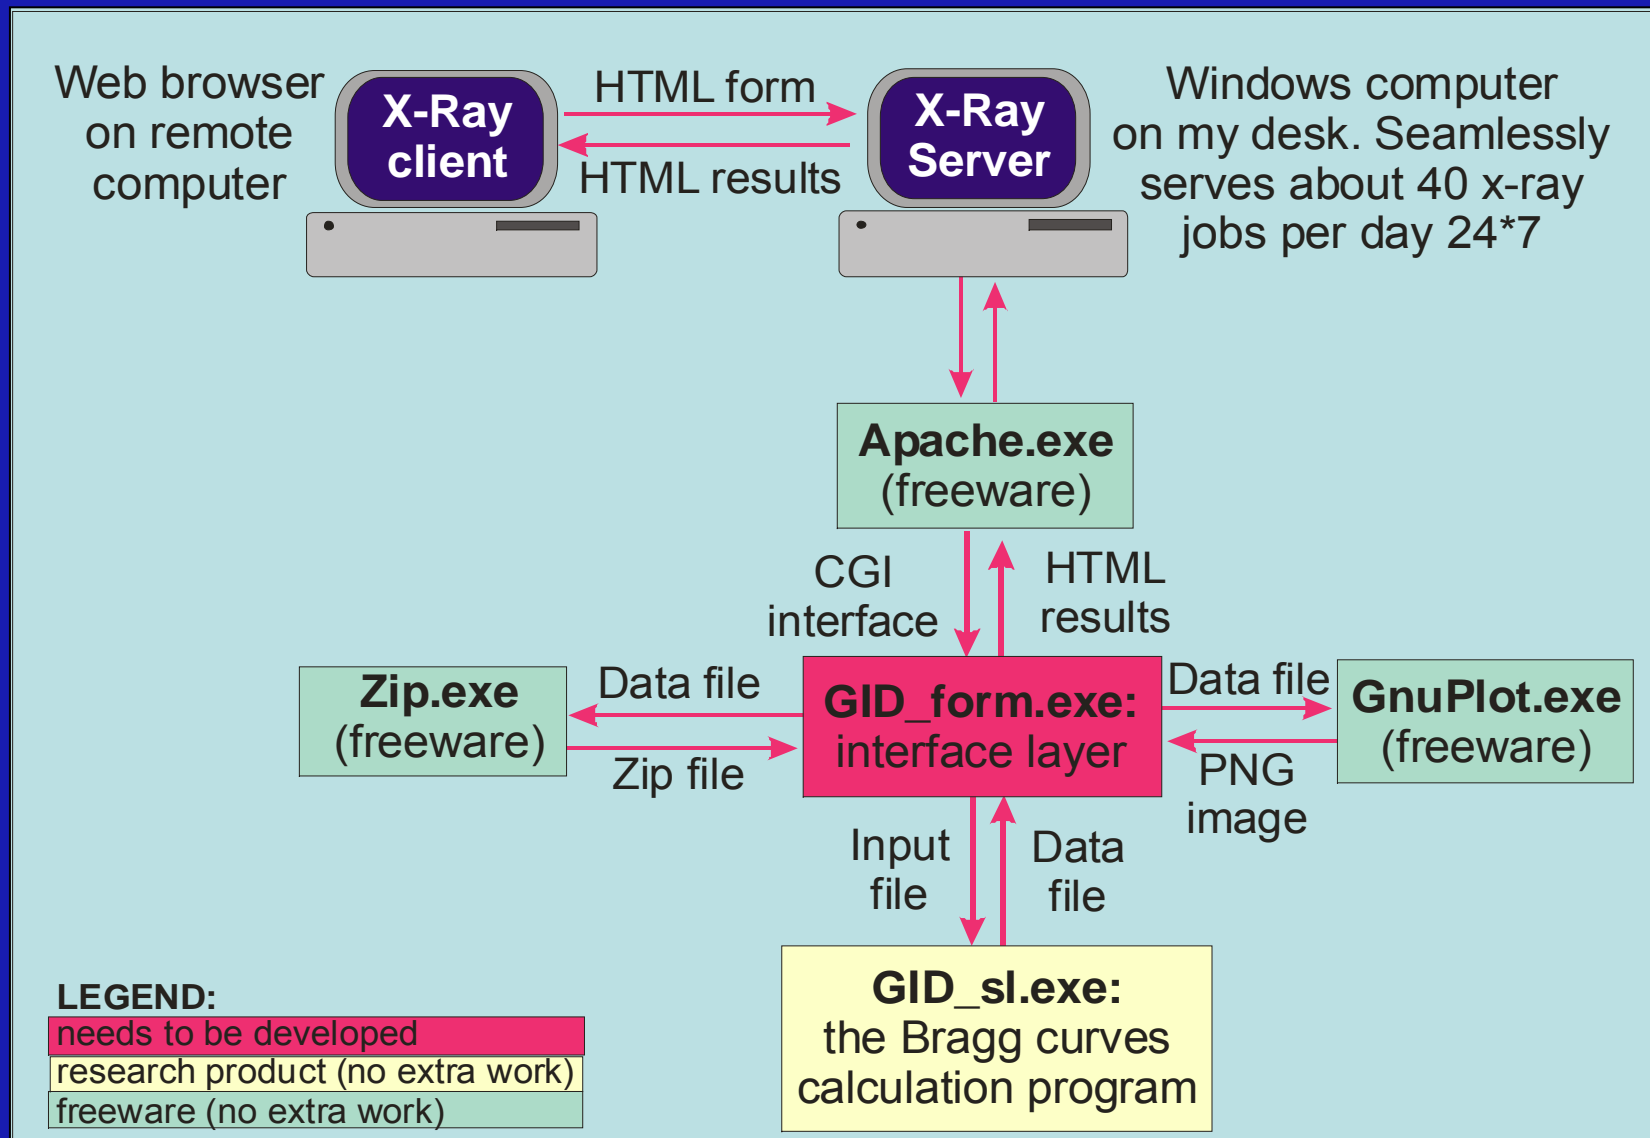 Web browser
on remote
computer
X-Ray
client
HTML form
HTML results
X-Ray
Server
Windows computer
on my desk. Seamlessly
serves about 40 x-ray
jobs per day 24*7
Apache.exe
(freeware)
CGI
interface
HTML
results
Zip.exe
(freeware)
Data file
Zip file
GID_form.exe:
interface layer
Data file
PNG
image
GnuPlot.exe
(freeware)
Input
file
Data
file
GID_sl.exe:
the Bragg curves
calculation program
LEGEND:
needs to be developed
research product (no extra work)
freeware (no extra work)